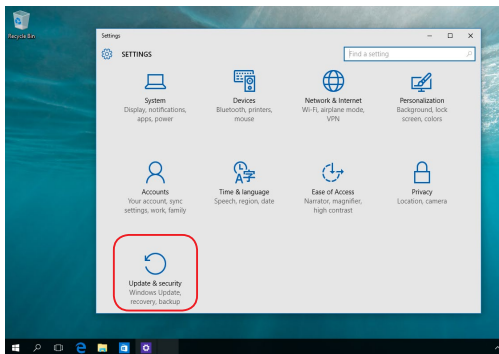 Recycle Bin
Settings
SETTINGS
Find a setting
System
Display, notifications,
apps, power
Devices
Bluetooth, printers,
mouse
Network & Internet
Wi-Fi, airplane mode,
VPN
Personalization
Background, lock
screen, colors
Accounts
Your account, sync
settings, work, family
Time & language
Speech, region, date
Ease of Access
Narrator, magnifier,
high contrast
Privacy
Location, camera
Update & security
Windows Update,
recovery, backup